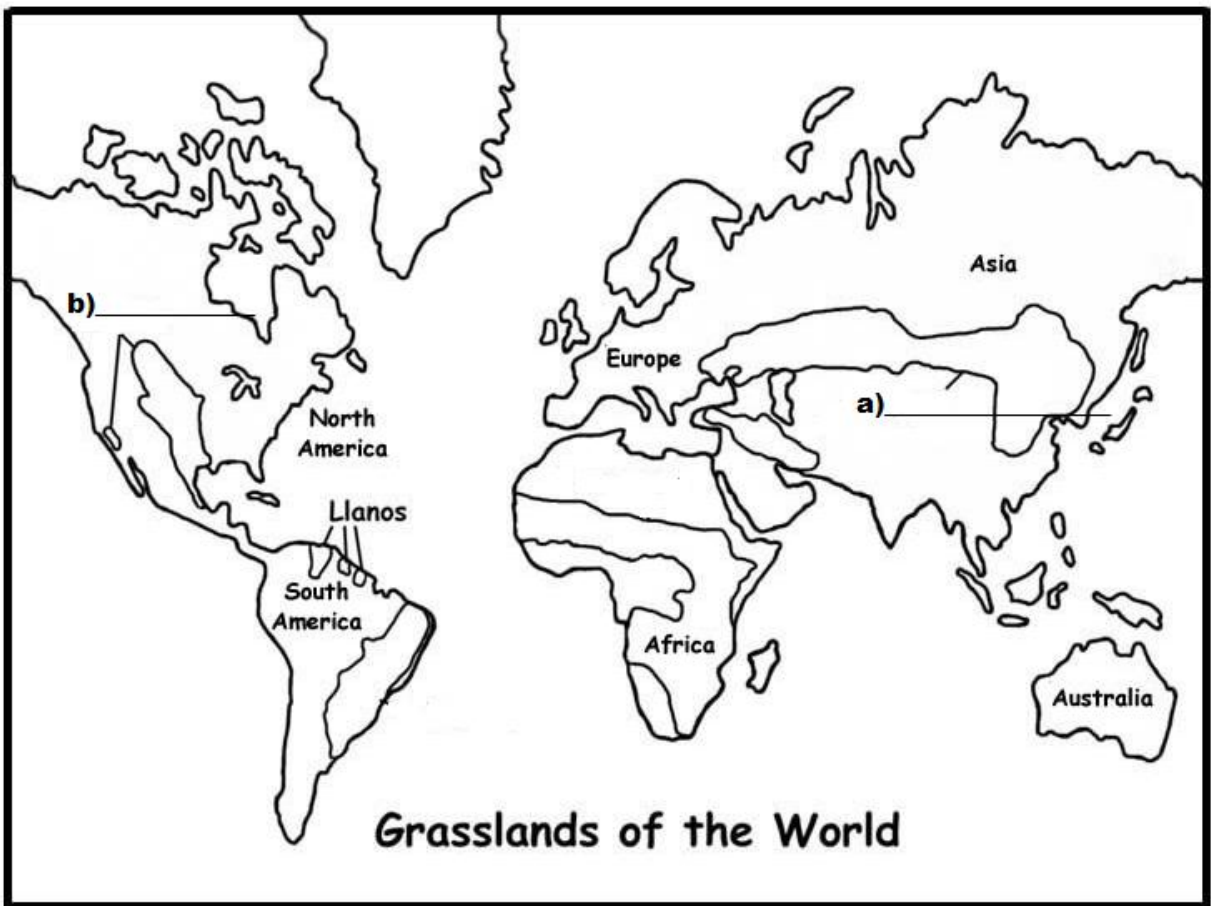 Asia
b)
Europe
a)
North
America
Llanos
South
America
Africa
Australia
Grasslands of the World